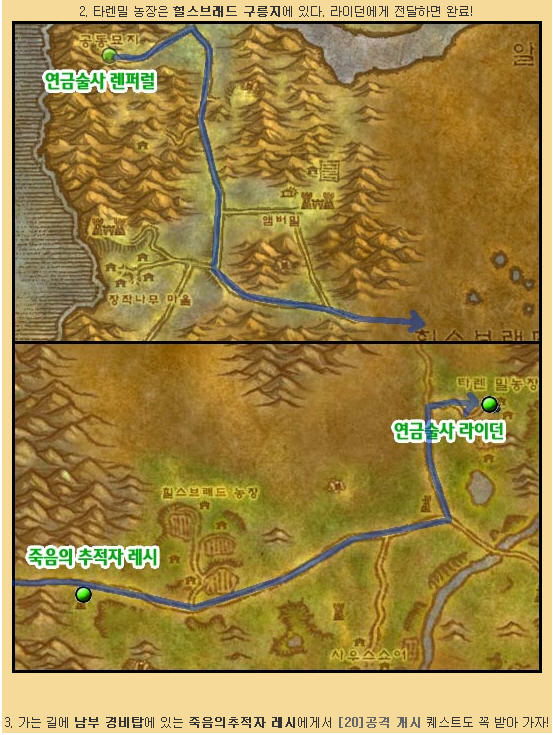 2, 타렌밀 농장은 힐스브래드 구릉지에 있다. 라이던에게 전달하면 완료!
공동묘지
연금술사 렌퍼럴
앰버밀
장작나무 마을
타렌 밀농장
연금술사 라이던
힐스브래드 농장
죽음의 추적자 레시
사우스쇼어
3, 가는 길에 남부 경비탑에 있는 죽음의추적자 레시에게서 [20]공격 개시 퀘스트도 꼭 받아 가자!